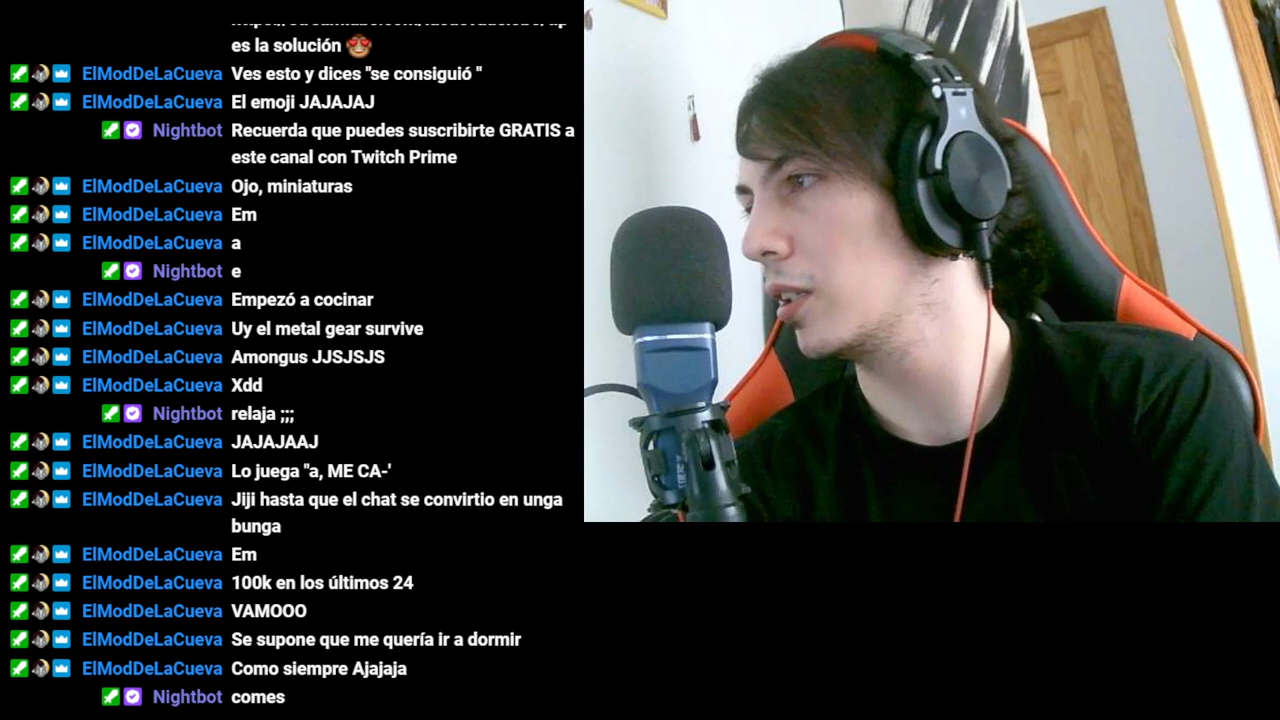 es la solución
ElModDeLaCueva Ves esto y dices "se consiguió "
ElModDeLaCueva El emoji JAJAJAJ
Nightbot Recuerda que puedes suscribirte GRATIS a
este canal con Twitch Prime
ElModDeLaCueva Ojo, miniaturas
ElModDeLaCueva Em
ElModDeLaCueva a
Nightbot e
ElModDeLaCueva Empezó a cocinar
ElModDeLaCueva Uy el metal gear survive
ElModDeLaCueva Amongus JJSJSJS
ElModDeLaCueva Xdd
Nightbot relaja ;;;
ElModDeLaCueva JAJAJAAJ
ElModDeLaCueva Lo juega "a, ME CA-'
ElModDeLaCueva Jiji hasta que el chat se convirtio en unga
bunga
ElModDeLaCueva Em
ElModDeLaCueva 100k en los últimos 24
ElModDeLaCueva VAMOOO
ElModDeLaCueva Se supone que me quería ir a dormir
ElModDeLaCueva Como siempre Ajajaja
Nightbot comes